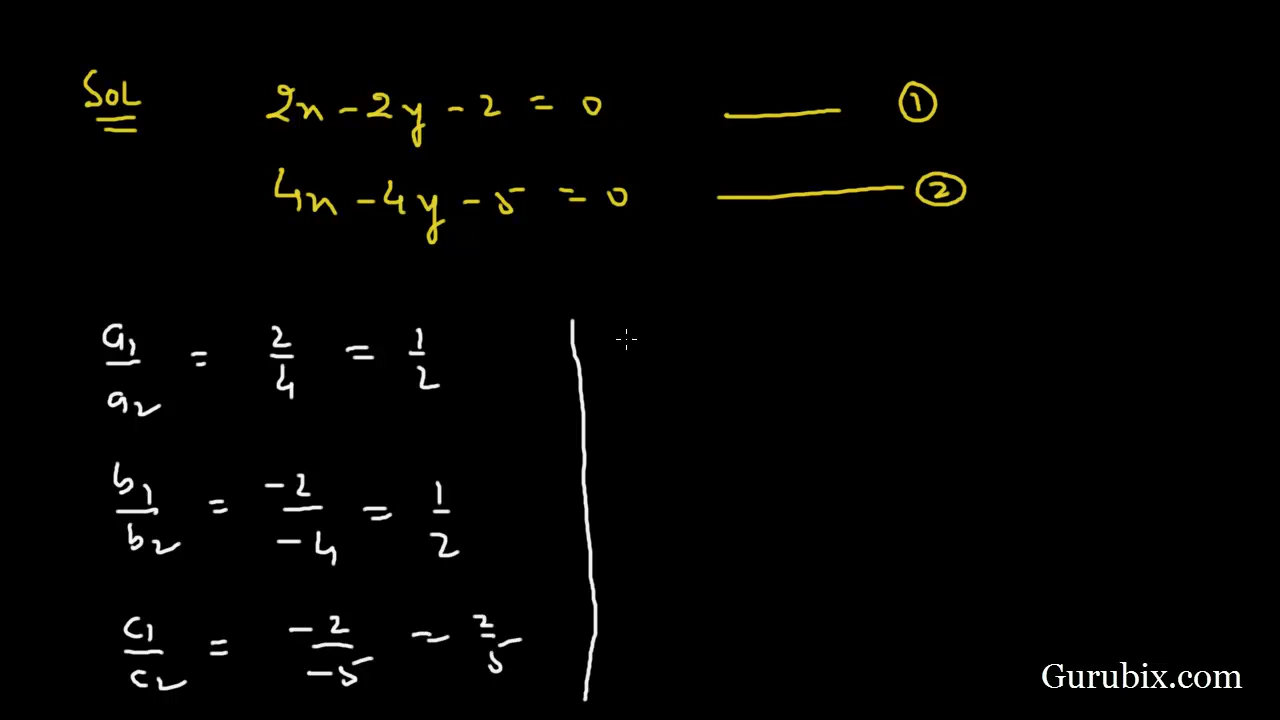 Sol 2x - 2y - 2 = 0 —— ①
4x - 4y - 5 = 0 —— ②
a₁/a₂ = 2/4 = 1/2
b₁/b₂ = -2/-4 = 1/2
c₁/c₂ = -2/-5 = 2/5
Gurubix.com